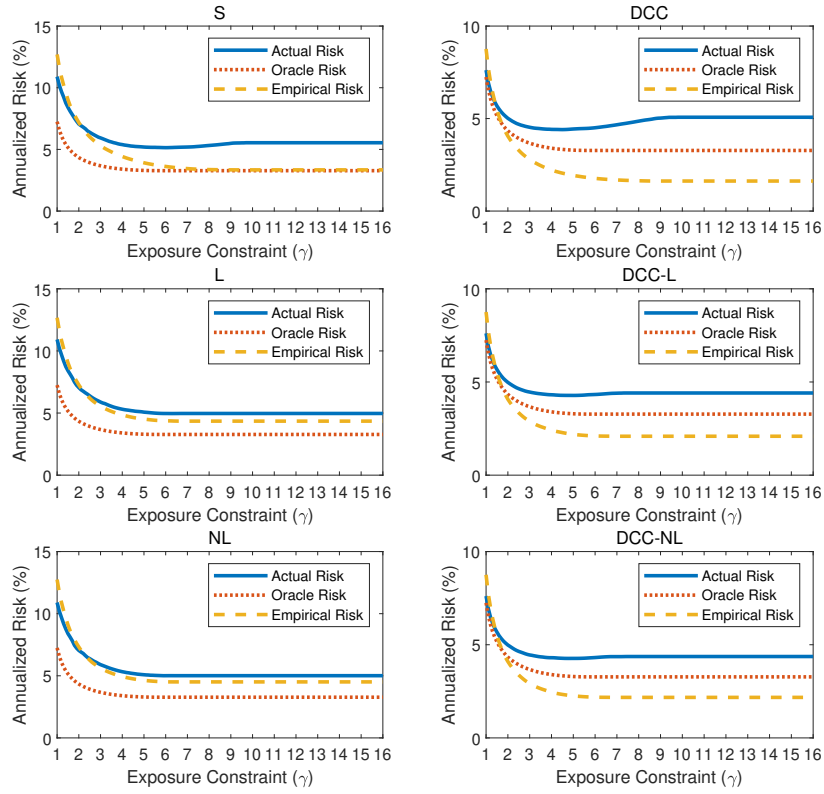 S
Annualized Risk (%)
15
10
5
0
Actual Risk
Oracle Risk
Empirical Risk
1 2 3 4 5 6 7 8 9 10 11 12 13 14 15 16
Exposure Constraint (γ)
DCC
Annualized Risk (%)
10
5
0
Actual Risk
Oracle Risk
Empirical Risk
1 2 3 4 5 6 7 8 9 10 11 12 13 14 15 16
Exposure Constraint (γ)
L
Annualized Risk (%)
15
10
5
0
Actual Risk
Oracle Risk
Empirical Risk
1 2 3 4 5 6 7 8 9 10 11 12 13 14 15 16
Exposure Constraint (γ)
DCC-L
Annualized Risk (%)
10
5
0
Actual Risk
Oracle Risk
Empirical Risk
1 2 3 4 5 6 7 8 9 10 11 12 13 14 15 16
Exposure Constraint (γ)
NL
Annualized Risk (%)
15
10
5
0
Actual Risk
Oracle Risk
Empirical Risk
1 2 3 4 5 6 7 8 9 10 11 12 13 14 15 16
Exposure Constraint (γ)
DCC-NL
Annualized Risk (%)
10
5
0
Actual Risk
Oracle Risk
Empirical Risk
1 2 3 4 5 6 7 8 9 10 11 12 13 14 15 16
Exposure Constraint (γ)